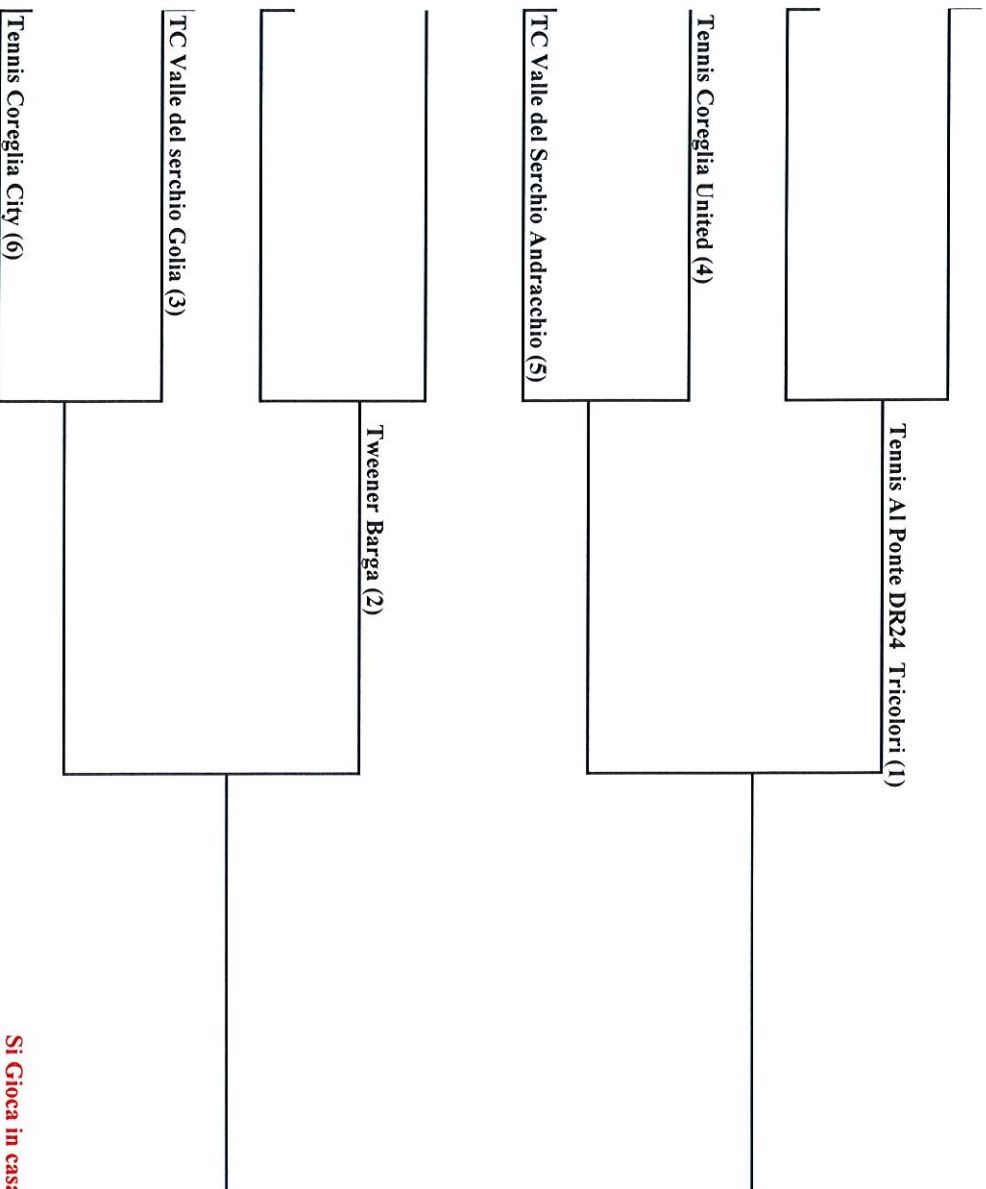 Tennis Al Ponte DR24 Tricolori (1)
Tennis Coreglia United (4)
TC Valle del Serchio Andracchio (5)
Tweener Barga (2)
TC Valle del serchio Golia (3)
Tennis Coreglia City (6)
Si Gioca in casa